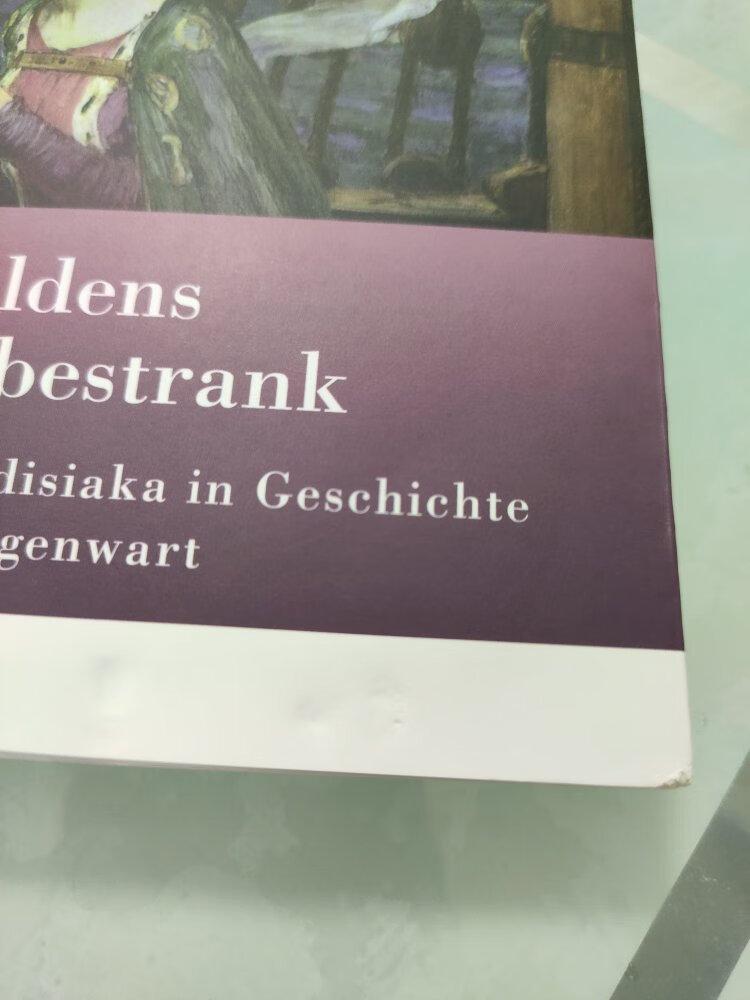 ldens
bestrank
disiaka in Geschichte
genwart